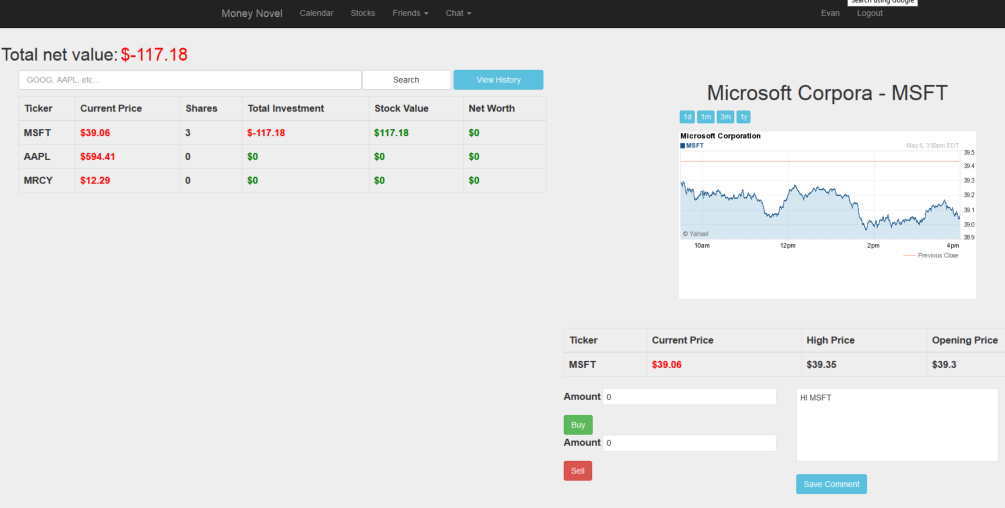 Search using Google
Money Novel Calendar Stocks Friends Chat Evan Logout
Total net value: $-117.18
GOOG, AAPL, etc... Search View History
Ticker Current Price Shares Total Investment Stock Value Net Worth
MSFT $39.06 3 $-117.18 $117.18 $0
AAPL $594.41 0 $0 $0 $0
MRCY $12.29 0 $0 $0 $0
Microsoft Corpora - MSFT
1d 1m 3m 1y
Microsoft Corporation
MSFT May 6, 3:59pm EDT
39.5
39.4
39.3
39.2
39.1
39.0
38.9
© Yahoo!
10am 12pm 2pm 4pm
Previous Close
Ticker Current Price High Price Opening Price
MSFT $39.06 $39.35 $39.3
Amount 0
Buy
Amount 0
Sell
HI MSFT
Save Comment